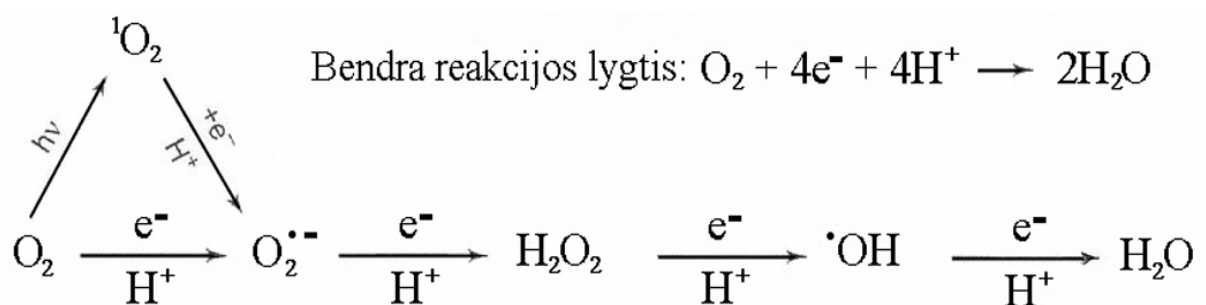 ¹O₂
Bendra reakcijos lygtis: O₂ + 4e⁻ + 4H⁺ → 2H₂O
hν
+e⁻
H⁺
O₂ e⁻ H⁺ O₂•⁻ e⁻ H⁺ H₂O₂ e⁻ H⁺ •OH e⁻ H⁺ H₂O